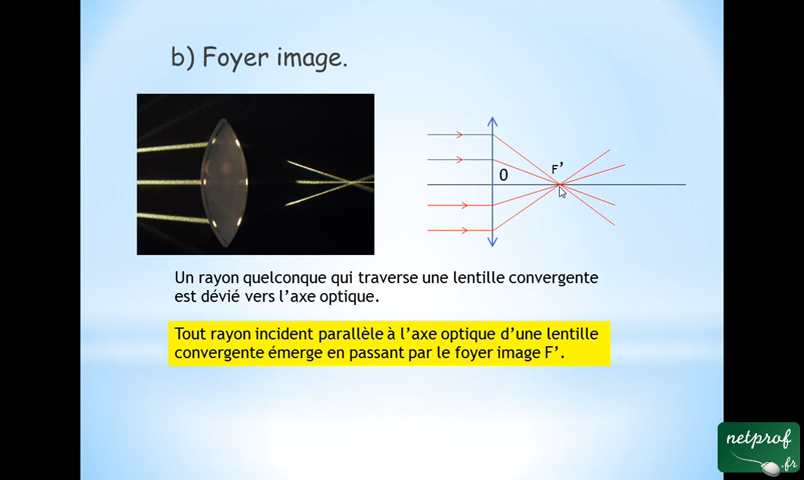 b) Foyer image.
F’
O
Un rayon quelconque qui traverse une lentille convergente
est dévié vers l’axe optique.
Tout rayon incident parallèle à l’axe optique d’une lentille
convergente émerge en passant par le foyer image F’.
netprof
.fr